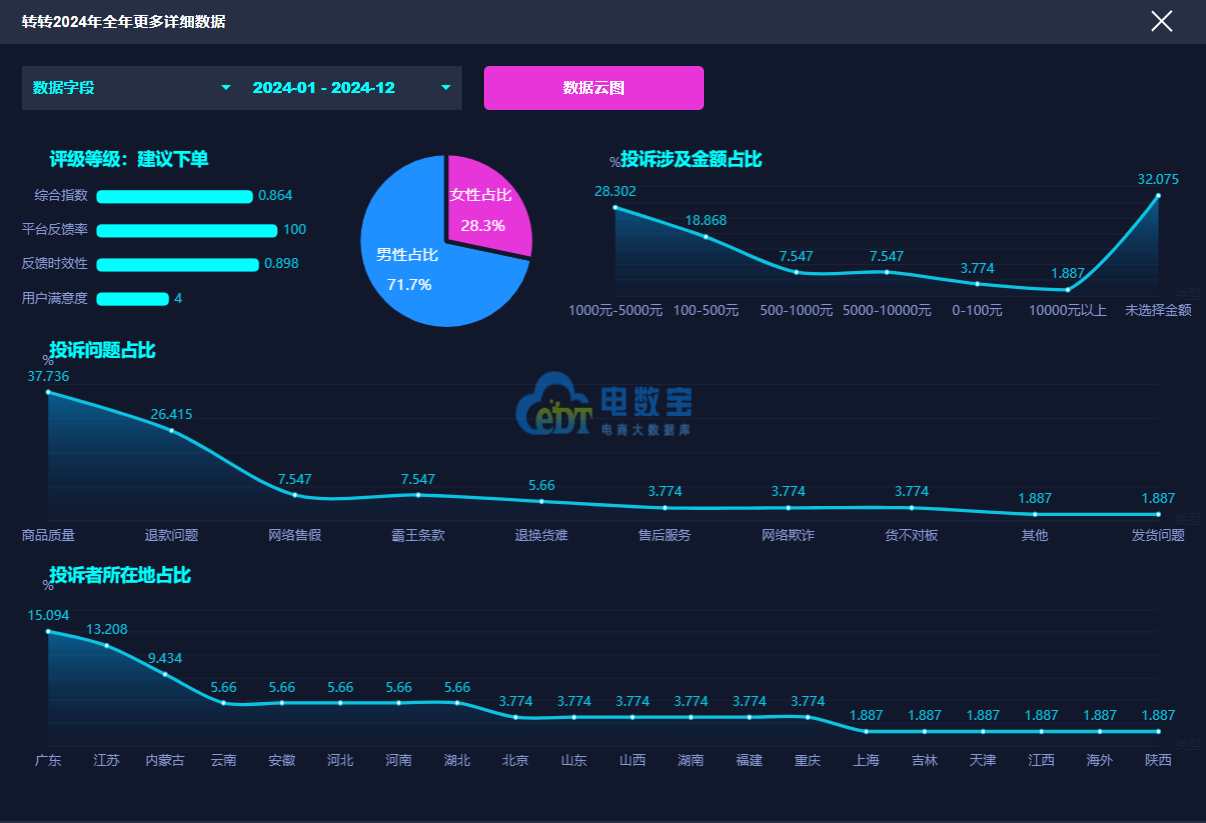 转转2024年全年更多详细数据
数据字段
2024-01 - 2024-12
数据云图
评级等级：建议下单
综合指数 0.864
平台反馈率 100
反馈时效性 0.898
用户满意度 4
女性占比
28.3%
男性占比
71.7%
%投诉涉及金额占比
28.302 18.868 7.547 7.547 3.774 1.887 32.075
类型
1000元-5000元 100-500元 500-1000元 5000-10000元 0-100元 10000元以上 未选择金额
投诉问题占比
%
37.736 26.415 7.547 7.547 5.66 3.774 3.774 3.774 1.887 1.887
eDT 电数宝
电商大数据库
类型
商品质量 退款问题 网络售假 霸王条款 退换货难 售后服务 网络欺诈 货不对板 其他 发货问题
投诉者所在地占比
%
15.094 13.208 9.434 5.66 5.66 5.66 5.66 5.66 3.774 3.774 3.774 3.774 3.774 3.774 1.887 1.887 1.887 1.887 1.887 1.887
类型
广东 江苏 内蒙古 云南 安徽 河北 河南 湖北 北京 山东 山西 湖南 福建 重庆 上海 吉林 天津 江西 海外 陕西